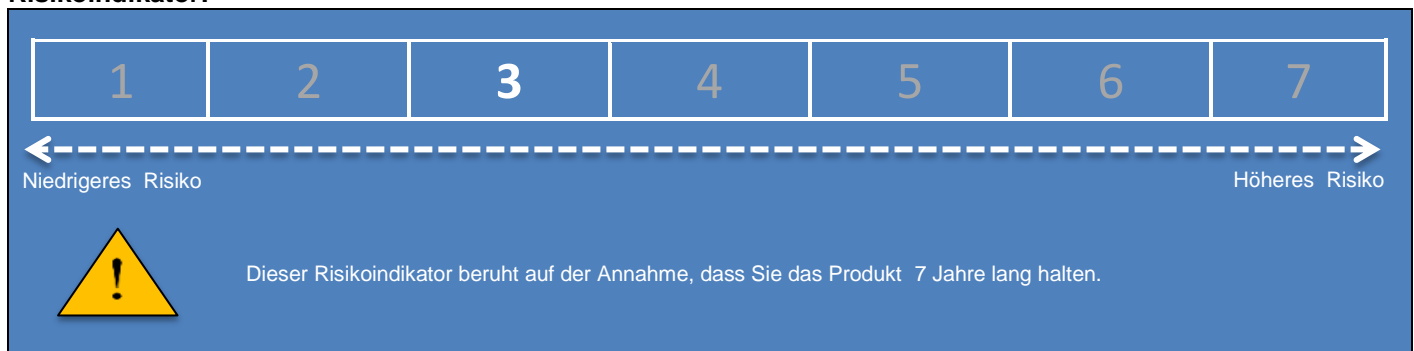 Risikoindikator:
1 2 3 4 5 6 7
Niedrigeres Risiko Höheres Risiko
!
Dieser Risikoindikator beruht auf der Annahme, dass Sie das Produkt 7 Jahre lang halten.